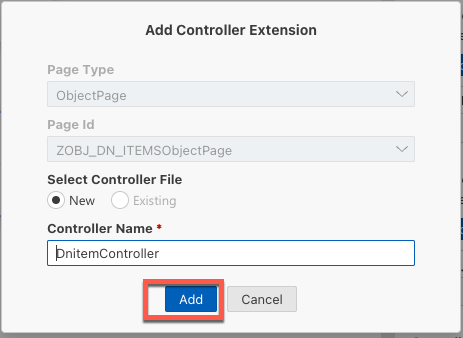 Add Controller Extension
Page Type
ObjectPage
Page Id
ZOBJ_DN_ITEMSObjectPage
Select Controller File
New Existing
Controller Name *
DnitemController
Add Cancel